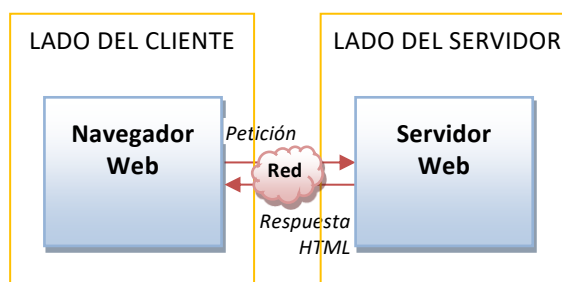 LADO DEL CLIENTE
LADO DEL SERVIDOR
Navegador
Web
Petición
Red
Servidor
Web
Respuesta
HTML